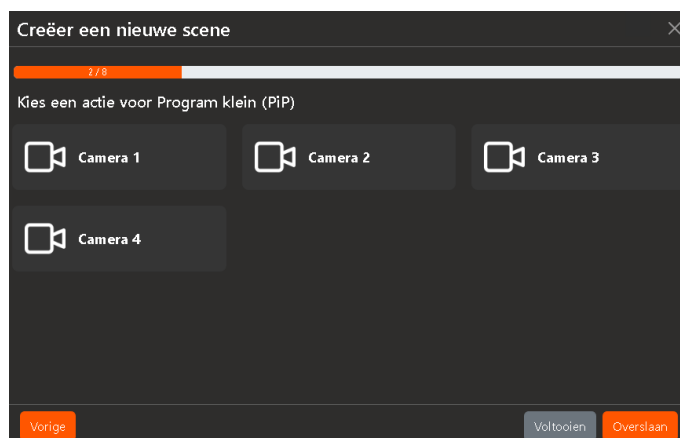 Creëer een nieuwe scene
2/8
Kies een actie voor Program klein (PiP)
Camera 1
Camera 2
Camera 3
Camera 4
Vorige
Voltooien
Overslaan